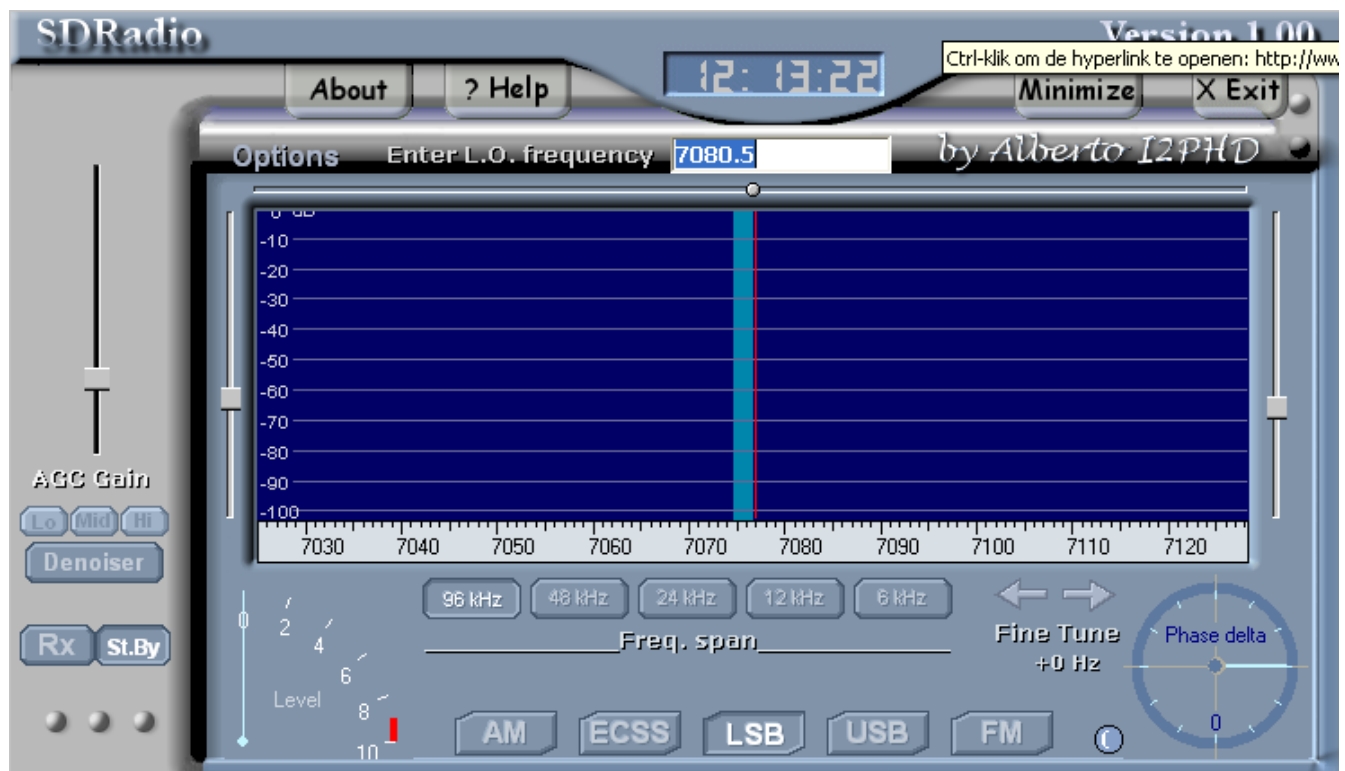 SDRadio
Version 1.00
Ctrl-klik om de hyperlink te openen: http://ww
About
? Help
12:13:22
Minimize
X Exit
Options
Enter L.O. frequency
7080.5
by Alberto I2PHD
0 dB
-10
-20
-30
-40
-50
-60
-70
-80
-90
-100
7030 7040 7050 7060 7070 7080 7090 7100 7110 7120
AGC Gain
Lo Mid Hi
Denoiser
Rx St.By
0
2
4
6
8
10
Level
96 kHz 48 kHz 24 kHz 12 kHz 6 kHz
Freq. span
Fine Tune
+0 Hz
Phase delta
0
AM ECSS LSB USB FM
C